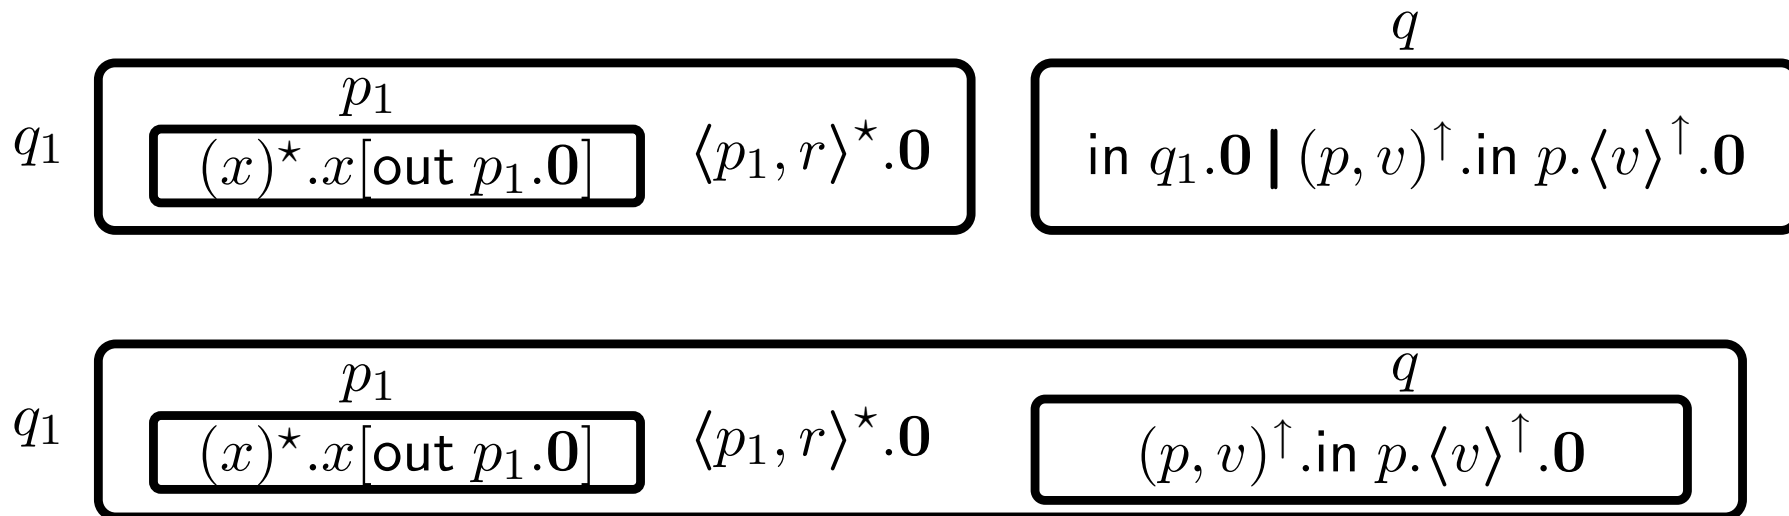 q
p₁
q₁ (x)⋆.x[out p₁.0] ⟨p₁, r⟩⋆.0 in q₁.0 | (p, v)↑.in p.⟨v⟩↑.0
p₁ q
q₁ (x)⋆.x[out p₁.0] ⟨p₁, r⟩⋆.0 (p, v)↑.in p.⟨v⟩↑.0